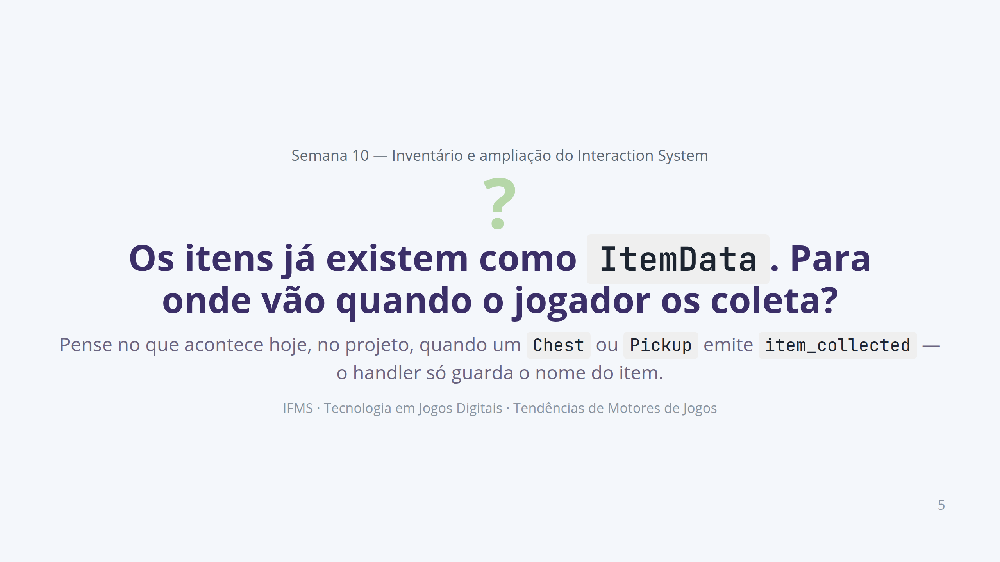 Semana 10 — Inventário e ampliação do Interaction System
?
Os itens já existem como ItemData. Para
onde vão quando o jogador os coleta?
Pense no que acontece hoje, no projeto, quando um Chest ou Pickup emite item_collected —
o handler só guarda o nome do item.
IFMS · Tecnologia em Jogos Digitais · Tendências de Motores de Jogos
5